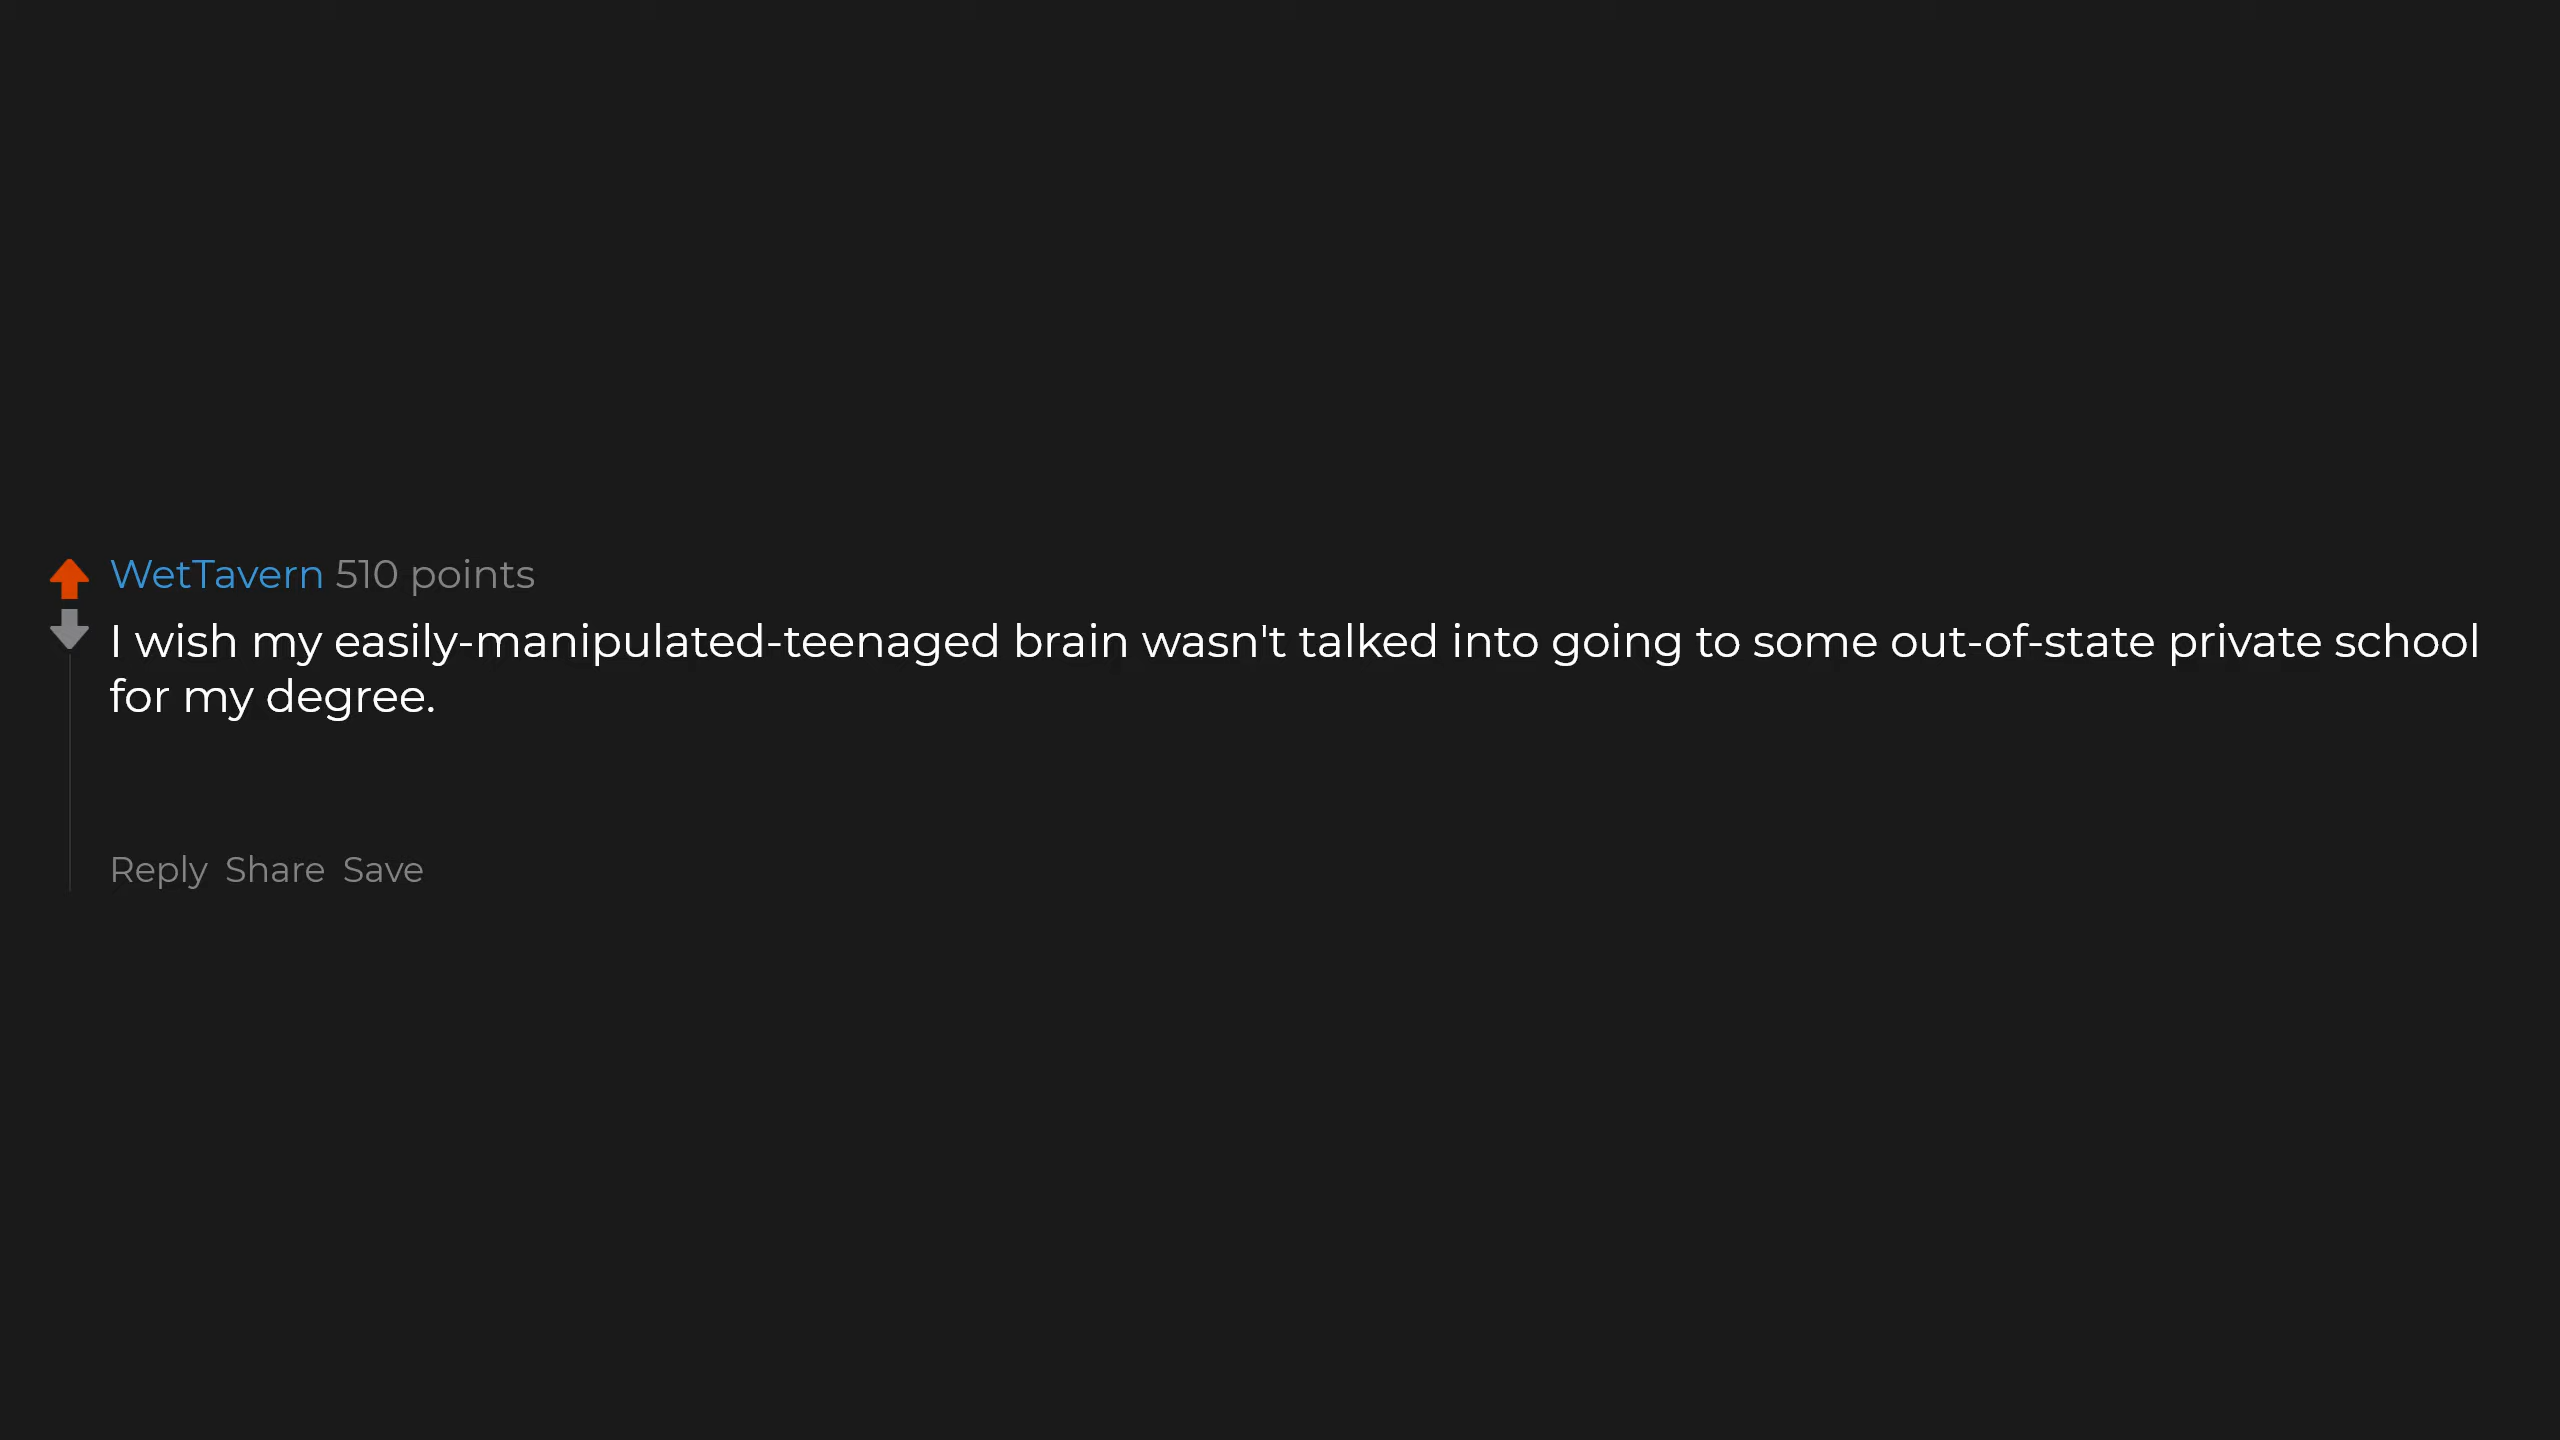 WetTavern 510 points
I wish my easily-manipulated-teenaged brain wasn't talked into going to some out-of-state private school
for my degree.
Reply Share Save